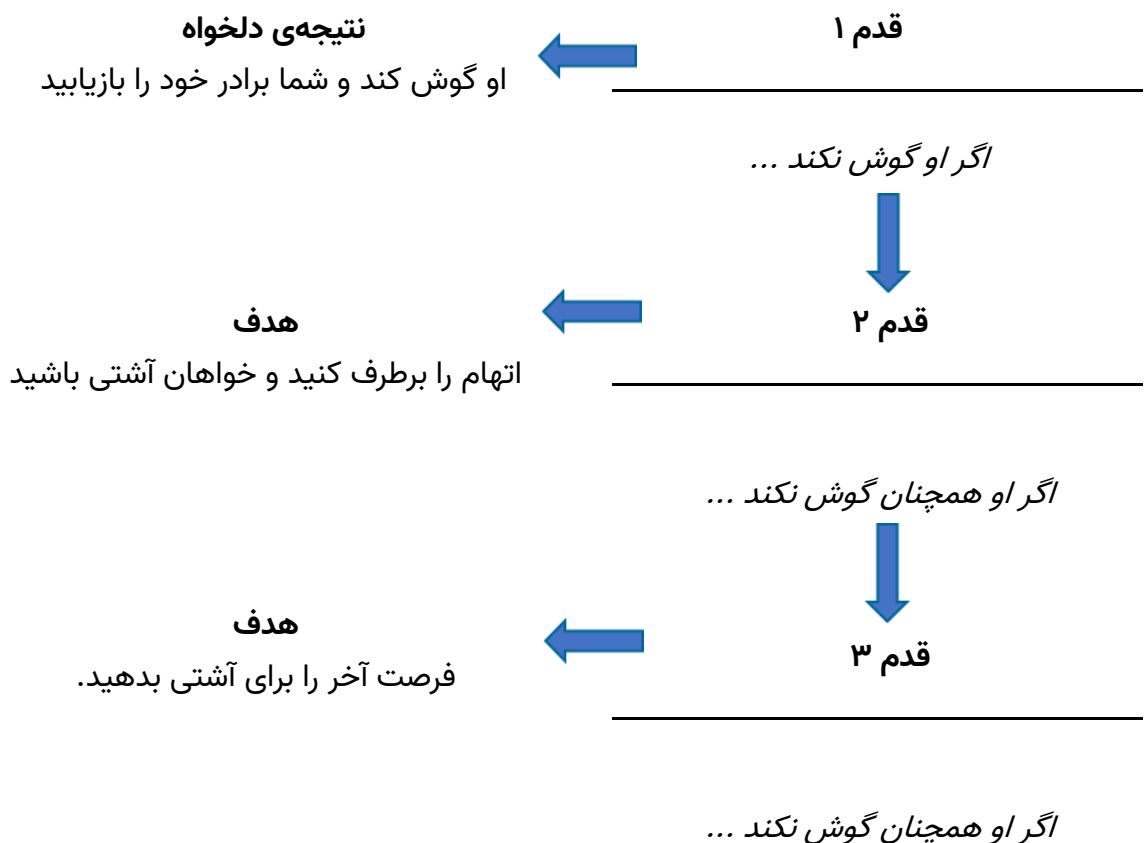 قدم ۱
نتیجه‌ی دلخواه
او گوش کند و شما برادر خود را بازیابید
اگر او گوش نکند ...
قدم ۲
هدف
اتهام را برطرف کنید و خواهان آشتی باشید
اگر او همچنان گوش نکند ...
قدم ۳
هدف
فرصت آخر را برای آشتی بدهید.
اگر او همچنان گوش نکند ...